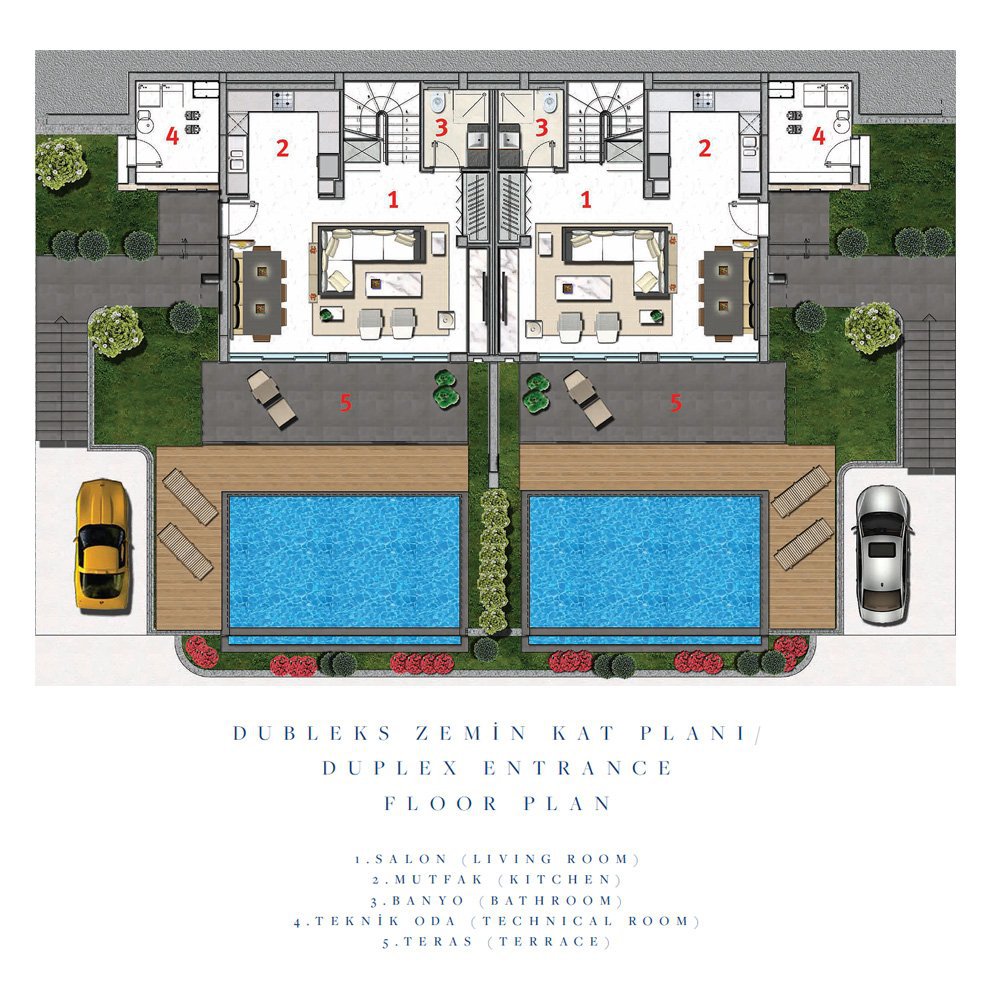 4
2
3
3
2
4
1
1
5
5
DUBLEKS ZEMİN KAT PLANI/
DUPLEX ENTRANCE
FLOOR PLAN
1.SALON (LIVING ROOM)
2.MUTFAK (KITCHEN)
3.BANYO (BATHROOM)
4.TEKNİK ODA (TECHNICAL ROOM)
5.TERAS (TERRACE)